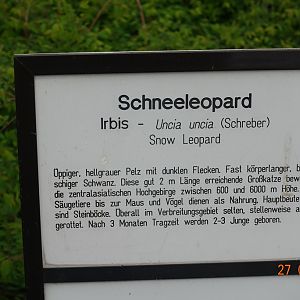 Schneeleopard
Irbis - Uncia uncia (Schreber)
Snow Leopard
Üppiger, hellgrauer Pelz mit dunklen Flecken. Fast körperlanger, b
schiger Schwanz. Diese gut 2 m Länge erreichende Großkatze bew
die zentralasiatischen Hochgebirge zwischen 600 und 6000 m Höhe.
Säugetiere bis zur Maus und Vögel dienen als Nahrung, Hauptbeute
sind Steinböcke. Überall im Verbreitungsgebiet selten, stellenweise a
gerottet. Nach 3 Monaten Tragzeit werden 2-3 Junge geboren.
27